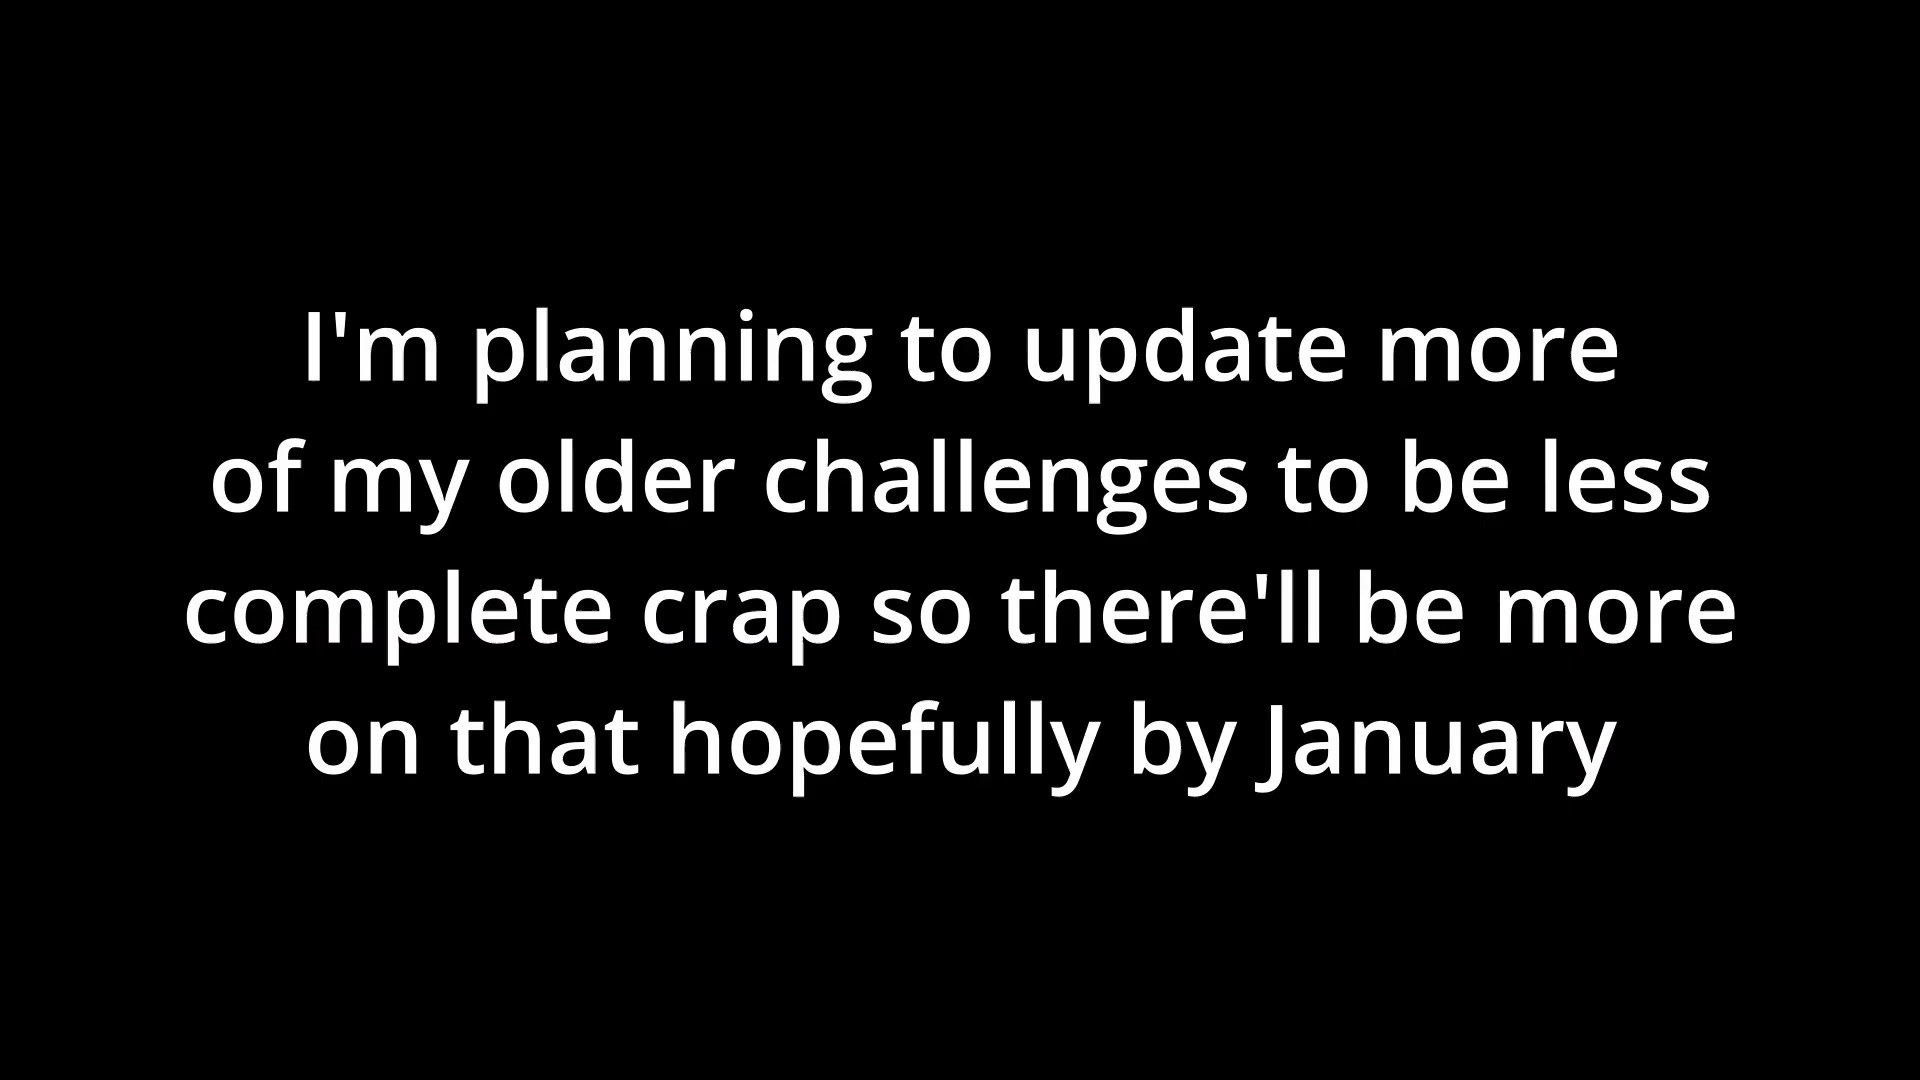 I'm planning to update more
of my older challenges to be less
complete crap so there'll be more
on that hopefully by January